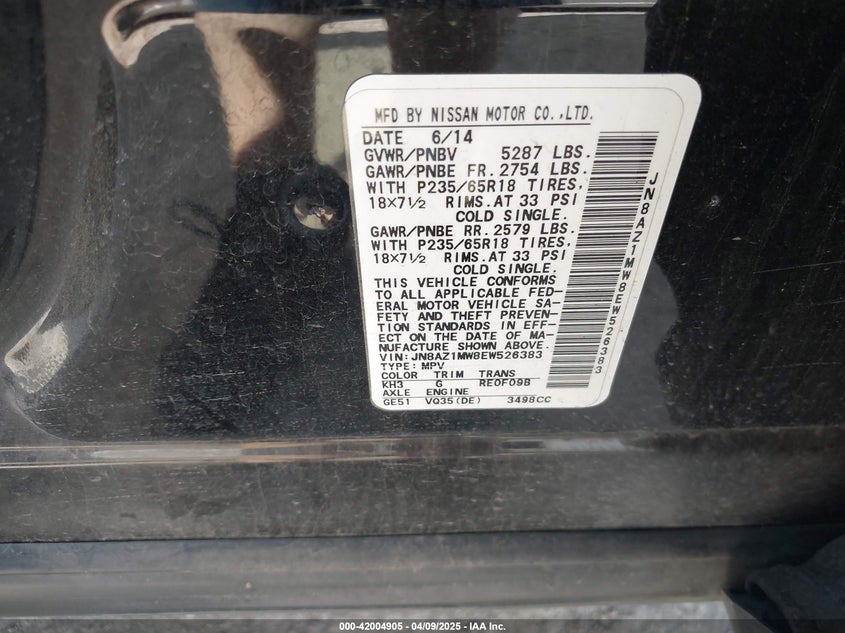 MFD BY NISSAN MOTOR CO.,LTD.
DATE 6/14
GVWR/PNBV 5287 LBS.
GAWR/PNBE FR. 2754 LBS.
WITH P235/65R18 TIRES,
18×7½ RIMS. AT 33 PSI
COLD SINGLE.
GAWR/PNBE RR. 2579 LBS.
WITH P235/65R18 TIRES,
18×7½ RIMS. AT 33 PSI
COLD SINGLE.
THIS VEHICLE CONFORMS
TO ALL APPLICABLE FED-
ERAL MOTOR VEHICLE SA-
FETY AND THEFT PREVEN-
TION STANDARDS IN EFF-
ECT ON THE DATE OF MA-
NUFACTURE SHOWN ABOVE.
VIN: JN8AZ1MW8EW526383
TYPE: MPV
COLOR TRIM TRANS
KH3 G RE0F09B
AXLE ENGINE
GE51 VQ35(DE) 3498CC
JN8AZ1MW8EW526383
000-42004905 - 04/09/2025 - IAA Inc.